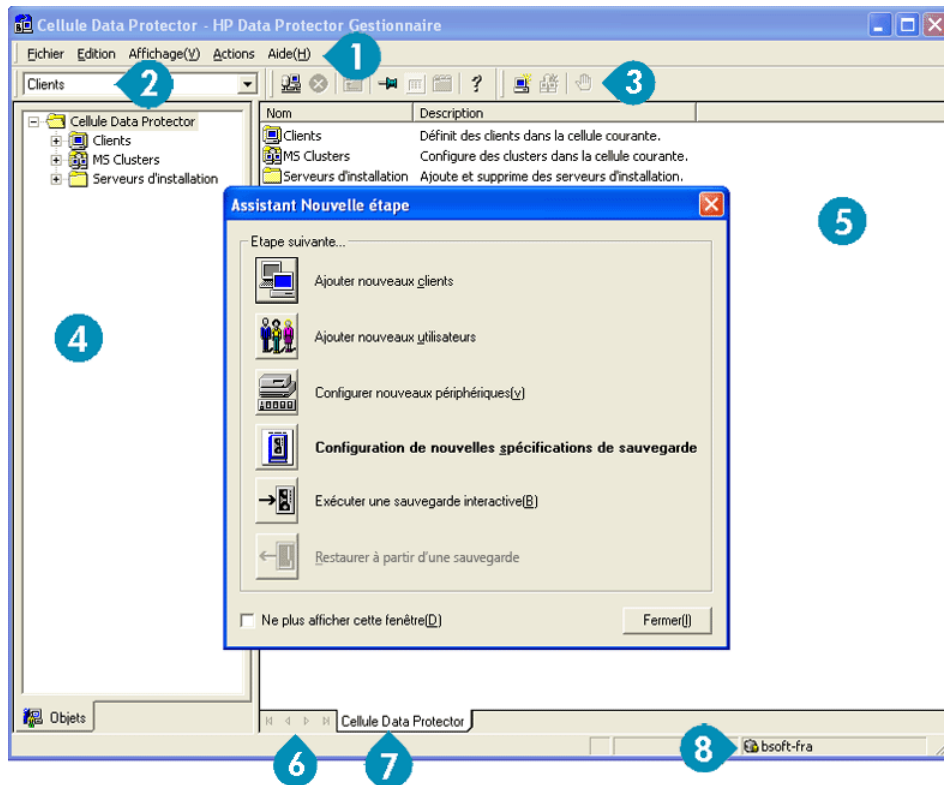 Cellule Data Protector - HP Data Protector Gestionnaire
Fichier Edition Affichage(V) Actions Aide(H)
1
Clients
2
?
3
Cellule Data Protector
Clients
MS Clusters
Serveurs d'installation
4
Nom Description
Clients Définit des clients dans la cellule courante.
MS Clusters Configure des clusters dans la cellule courante.
Serveurs d'installation Ajoute et supprime des serveurs d'installation.
5
Assistant Nouvelle étape
Etape suivante...
Ajouter nouveaux clients
Ajouter nouveaux utilisateurs
Configurer nouveaux périphériques(v)
Configuration de nouvelles spécifications de sauvegarde
Exécuter une sauvegarde interactive(B)
Restaurer à partir d'une sauvegarde
Ne plus afficher cette fenêtre(D)
Fermer(I)
Objets
Cellule Data Protector
6
7
8
bsoft-fra